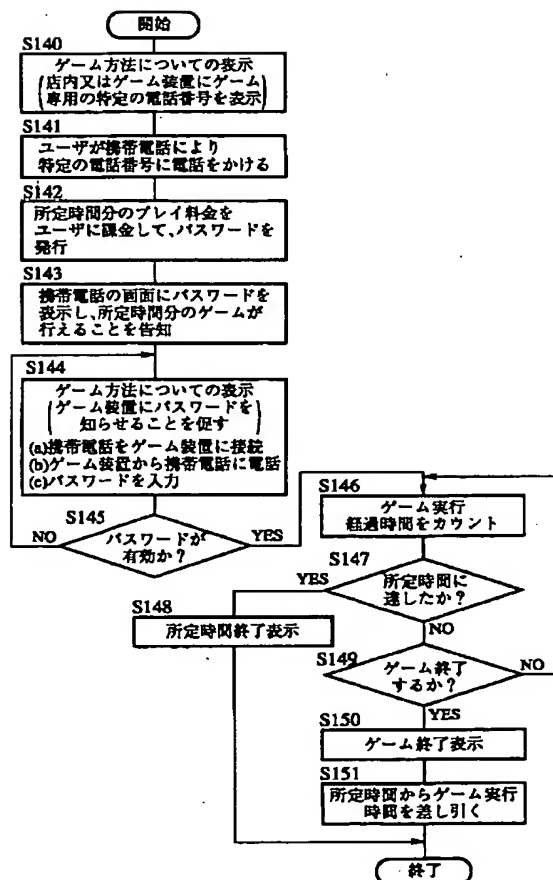 開始
S140
ゲーム方法についての表示
(店内又はゲーム装置にゲーム
専用の特定の電話番号を表示)
S141
ユーザが携帯電話により
特定の電話番号に電話をかける
S142
所定時間分のプレイ料金を
ユーザに課金して、パスワードを
発行
S143
携帯電話の画面にパスワードを
表示し、所定時間分のゲームが
行えることを告知
S144
ゲーム方法についての表示
(ゲーム装置にパスワードを
知らせることを促す)
(a)携帯電話をゲーム装置に接続
(b)ゲーム装置から携帯電話に電話
(c)パスワードを入力
S145
NO
パスワードが
有効か?
YES
S146
ゲーム実行
経過時間をカウント
S147
YES
所定時間に
達したか?
NO
S148
所定時間終了表示
S149
ゲーム終了
するか?
NO
YES
S150
ゲーム終了表示
S151
所定時間からゲーム実行
時間を差し引く
終了